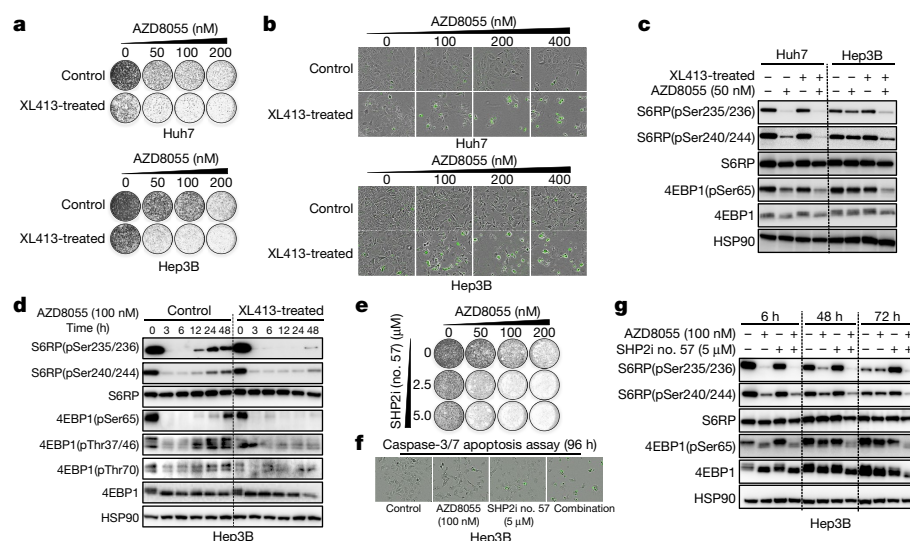 a
AZD8055 (nM)
0 50 100 200
Control
XL413-treated
Huh7
Control
XL413-treated
Hep3B
b
AZD8055 (nM)
0 100 200 400
Control
XL413-treated
Huh7
AZD8055 (nM)
0 100 200 400
Control
XL413-treated
Hep3B
c
Huh7 Hep3B
XL413-treated – – + + – – + +
AZD8055 (50 nM) – + – + – + – +
S6RP(pSer235/236)
S6RP(pSer240/244)
S6RP
4EBP1(pSer65)
4EBP1
HSP90
d
AZD8055 (100 nM) Control XL413-treated
Time (h) 0 3 6 12 24 48 0 3 6 12 24 48
S6RP(pSer235/236)
S6RP(pSer240/244)
S6RP
4EBP1(pSer65)
4EBP1(pThr37/46)
4EBP1(pThr70)
4EBP1
HSP90
Hep3B
e
AZD8055 (nM)
0 50 100 200
SHP2i (no. 57) (μM)
0
2.5
5.0
f
Caspase-3/7 apoptosis assay (96 h)
Control AZD8055 (100 nM) SHP2i no. 57 (5 μM) Combination
Hep3B
g
6 h 48 h 72 h
AZD8055 (100 nM) – + – + – + – + – + – +
SHP2i no. 57 (5 μM) – – + + – – + + – – + +
S6RP(pSer235/236)
S6RP(pSer240/244)
S6RP
4EBP1(pSer65)
4EBP1
HSP90
Hep3B